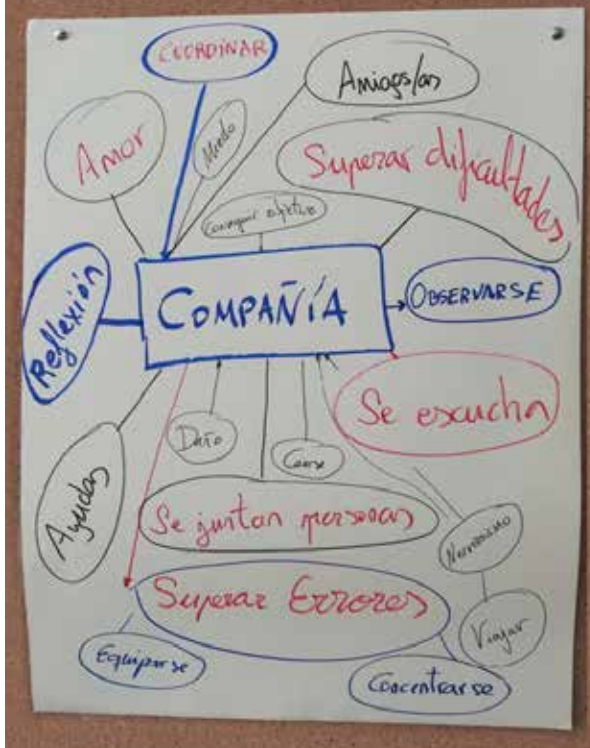 COORDINAR
Amigos/as
Amor
Miedo
Superar dificultades
Conseguir objetivo
COMPAÑÍA
OBSERVARSE
Reflexión
Se escucha
Daño
Ayudas
Se juntan personas
Nerviosismo
Superar Errores
Viajar
Equiparse
Concentrarse